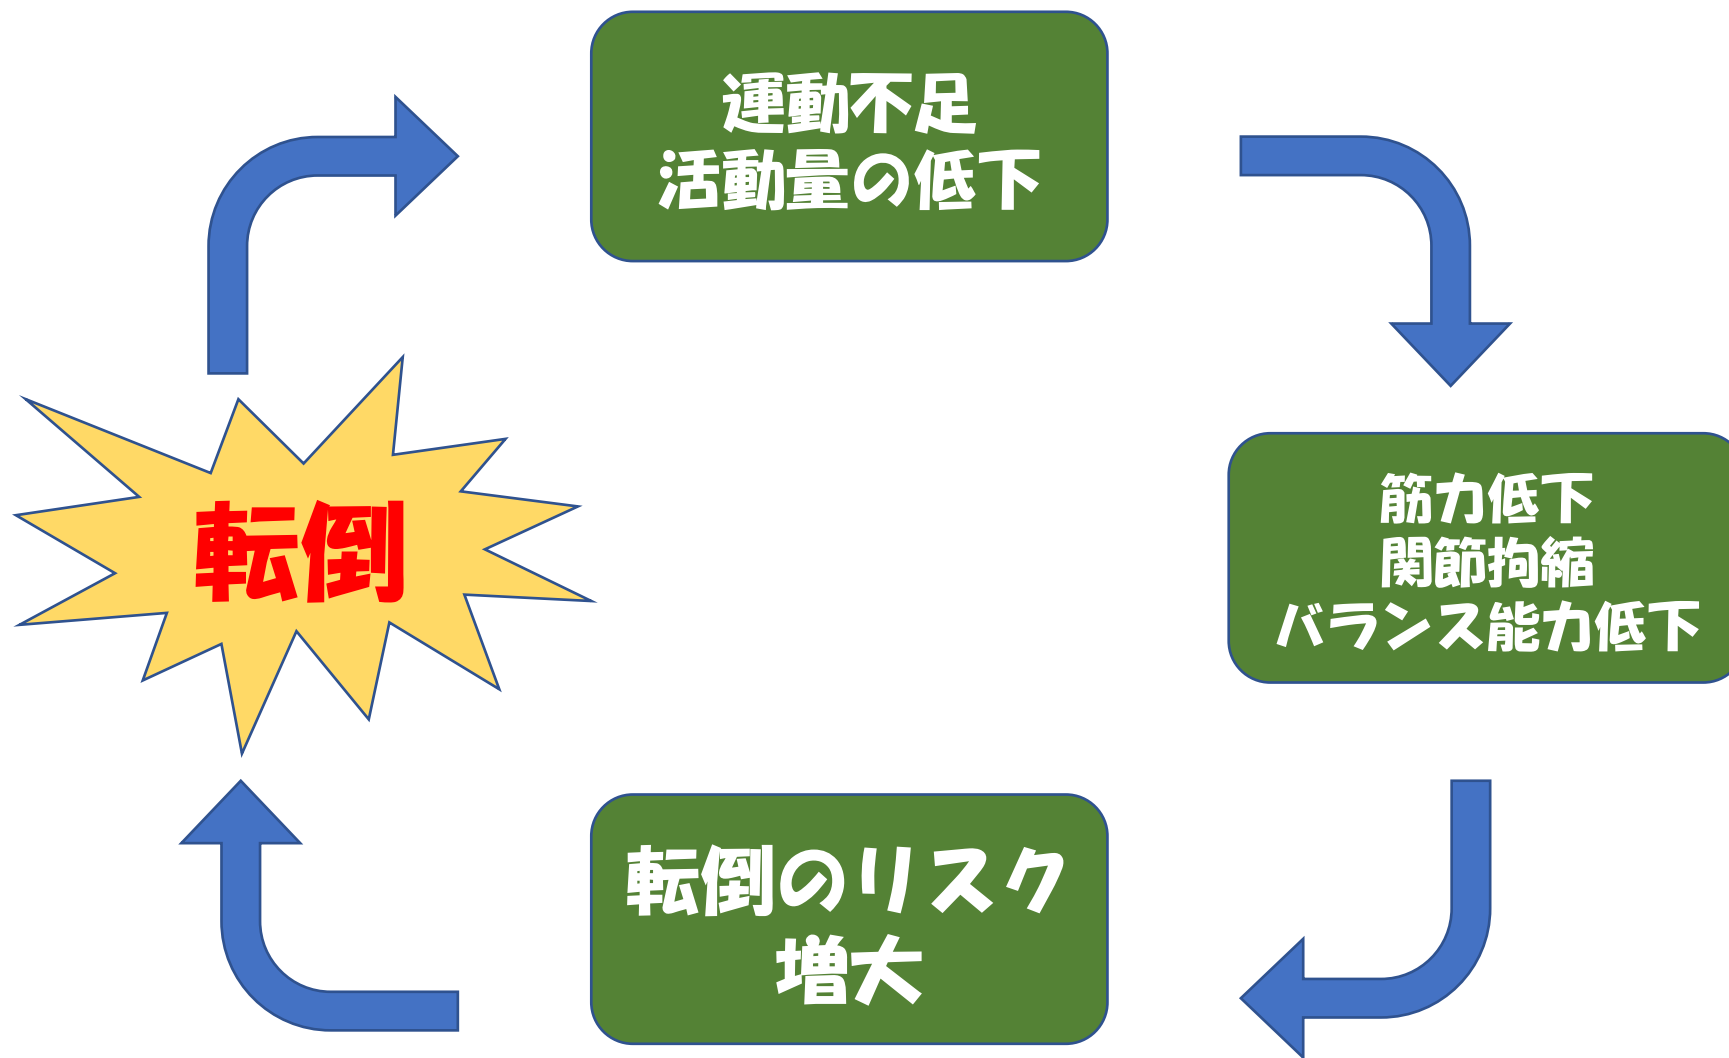 運動不足
活動量の低下
筋力低下
関節拘縮
バランス能力低下
転倒
転倒のリスク
増大